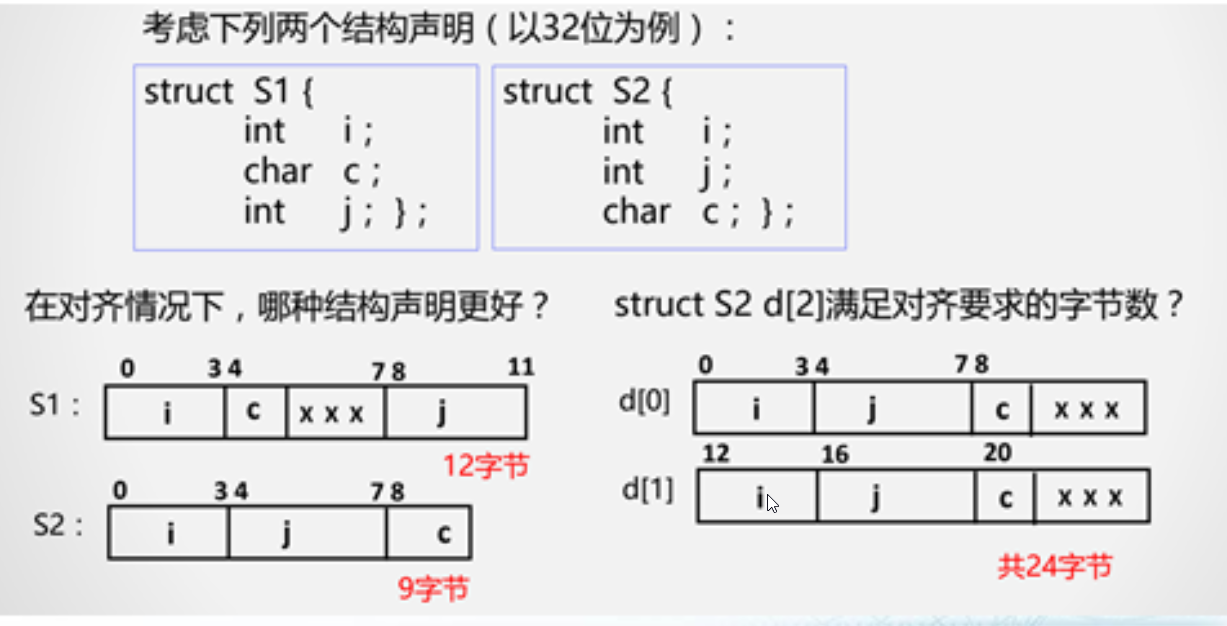 考虑下列两个结构声明（以32位为例）：
struct S1 {
int i ;
char c ;
int j ; } ;
struct S2 {
int i ;
int j ;
char c ; } ;
在对齐情况下，哪种结构声明更好？
0 3 4 7 8 11
S1： i c x x x j
12字节
0 3 4 7 8
S2： i j c
9字节
struct S2 d[2]满足对齐要求的字节数？
0 3 4 7 8
d[0] i j c x x x
12 16 20
d[1] i j c x x x
共24字节